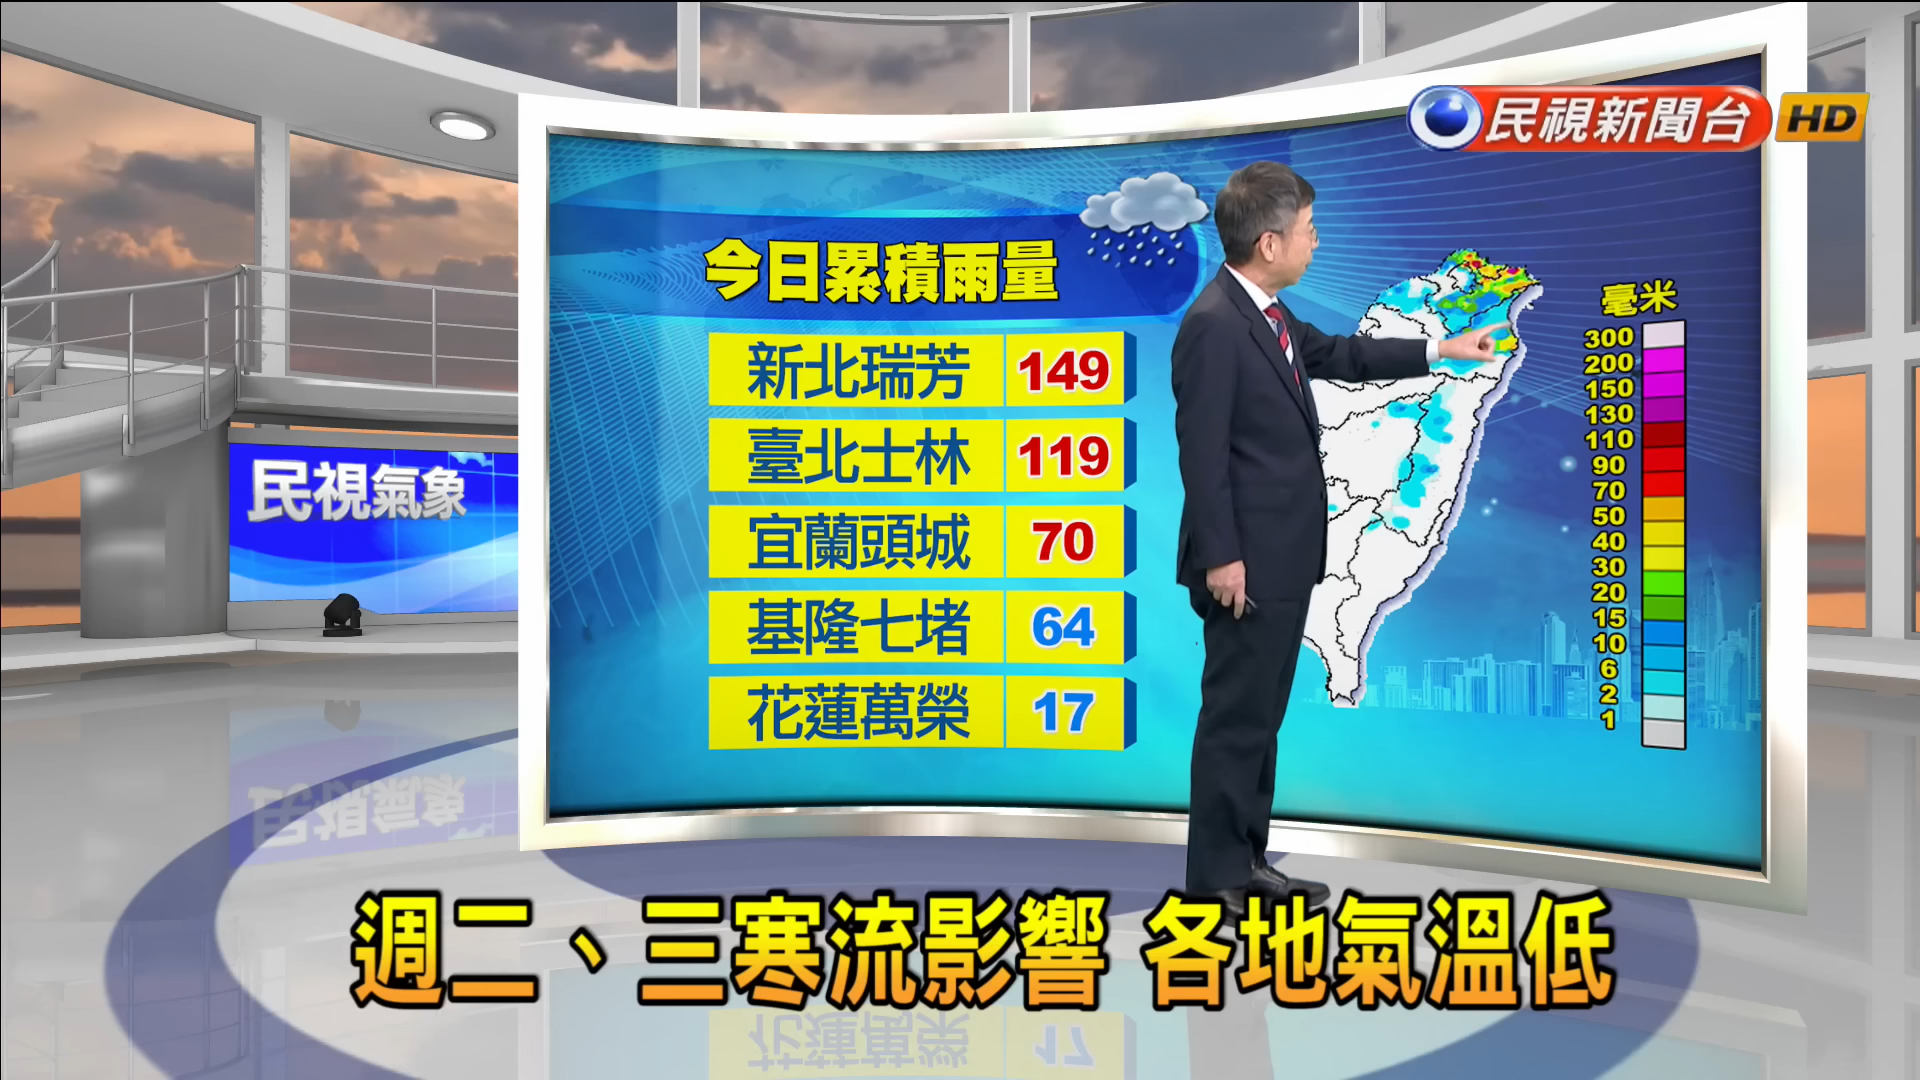 民視新聞台 HD
今日累積雨量
新北瑞芳 149
臺北士林 119
宜蘭頭城 70
基隆七堵 64
花蓮萬榮 17
毫米
300
200
150
130
110
90
70
50
40
30
20
15
10
6
2
1
民視氣象
週二、三寒流影響 各地氣溫低